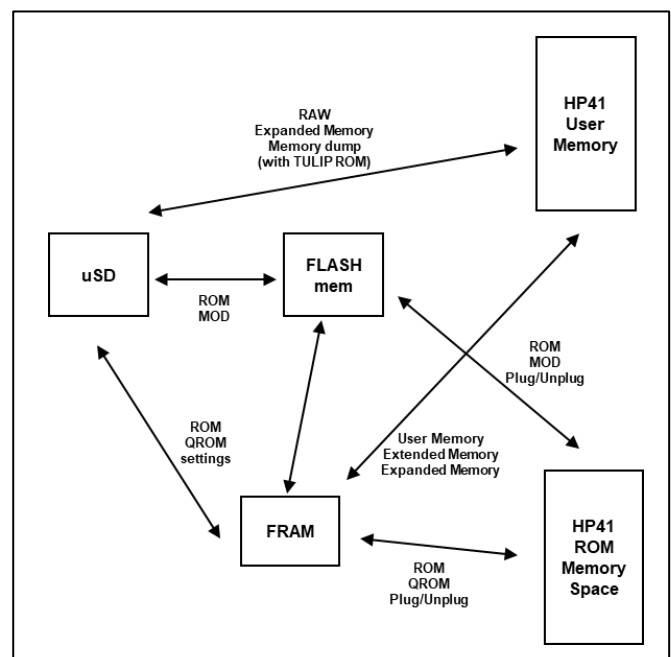 HP41
User
Memory
RAW
Expanded Memory
Memory dump
(with TULIP ROM)
uSD
FLASH
mem
ROM
MOD
ROM
MOD
Plug/Unplug
ROM
QROM
settings
User Memory
Extended Memory
Expanded Memory
FRAM
HP41
ROM
Memory
Space
ROM
QROM
Plug/Unplug